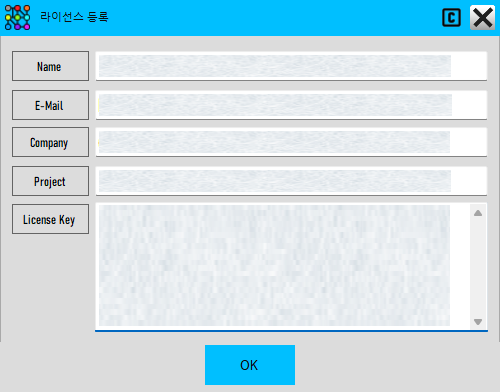 라이선스 등록
C
Name
E-Mail
Company
Project
License Key
OK